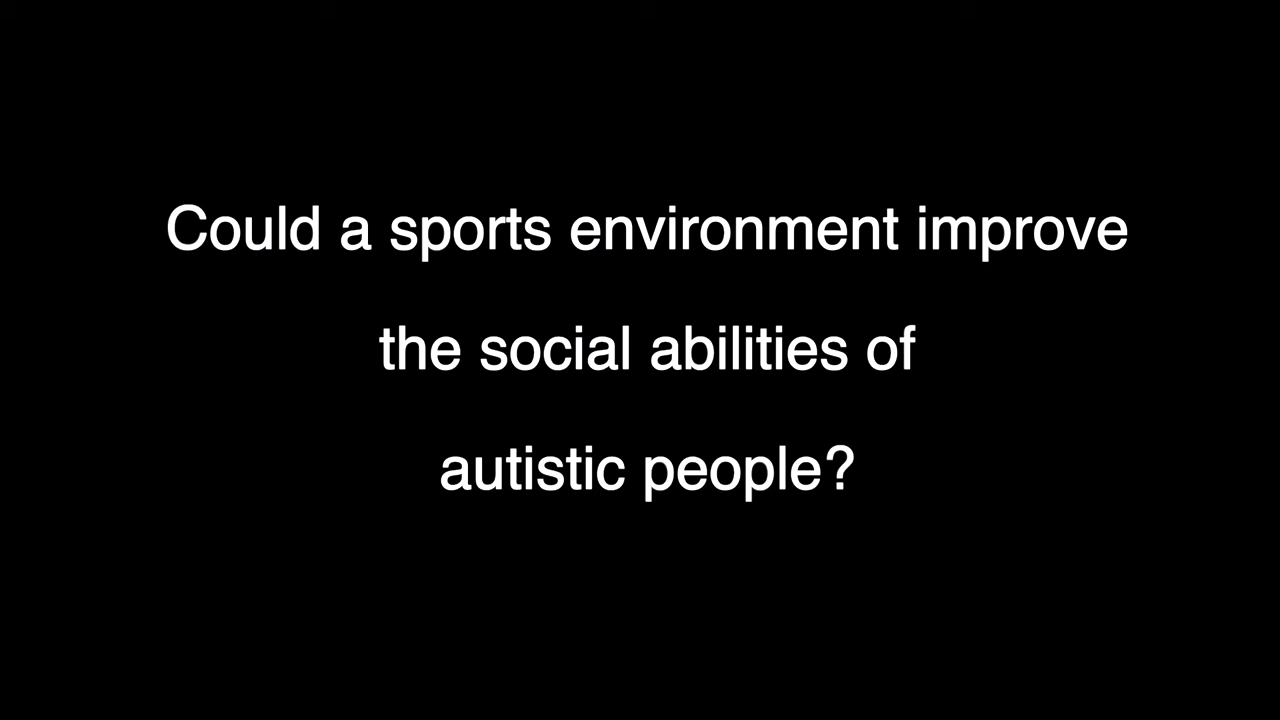 Could a sports environment improve
the social abilities of
autistic people?